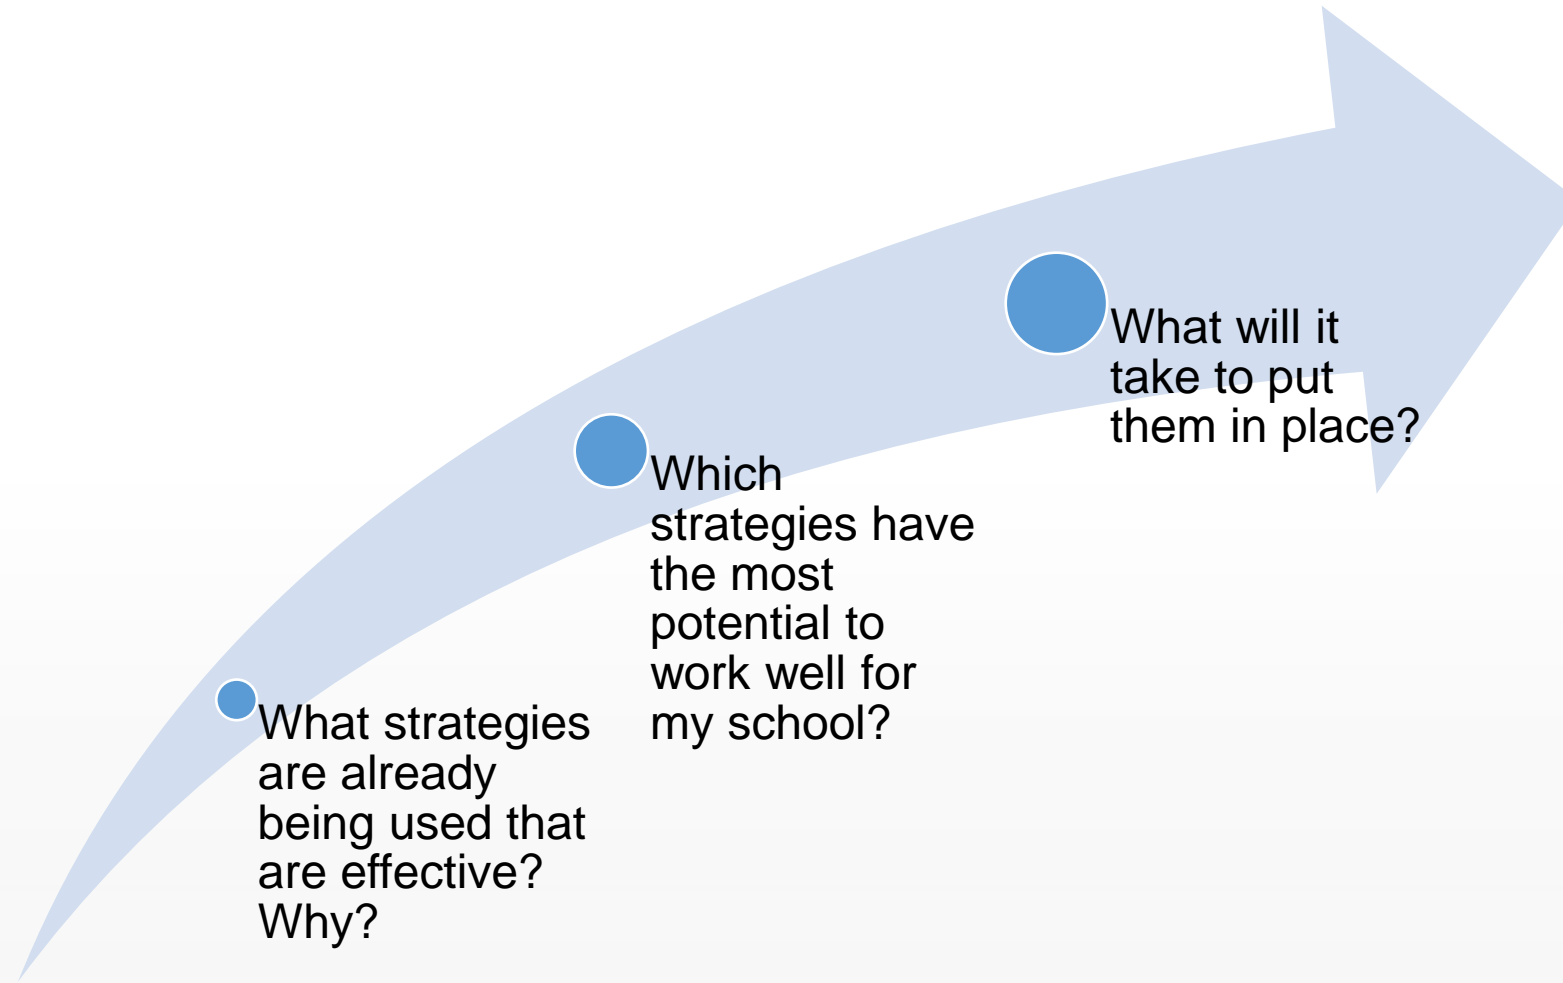 What strategies
are already
being used that
are effective?
Why?
Which
strategies have
the most
potential to
work well for
my school?
What will it
take to put
them in place?